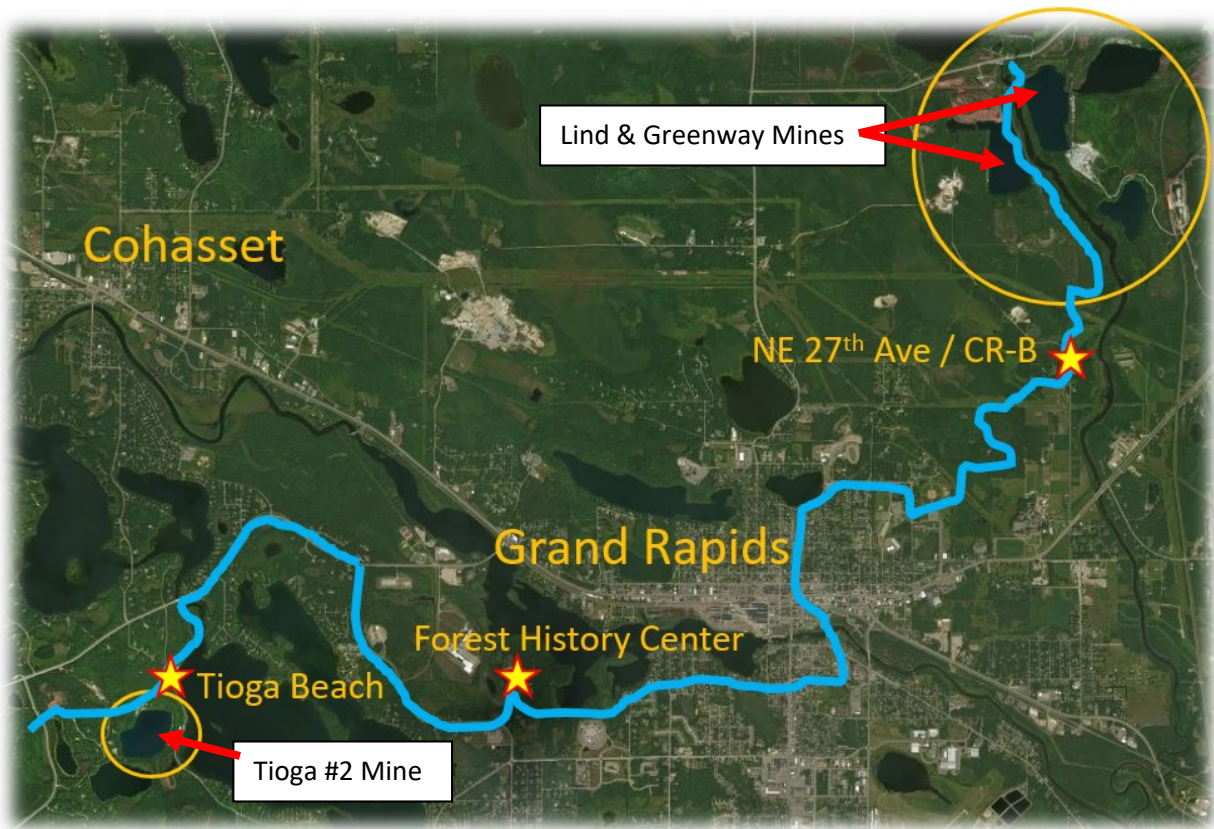 Lind & Greenway Mines
Cohasset
NE 27th Ave / CR-B
Grand Rapids
Forest History Center
Tioga Beach
Tioga #2 Mine